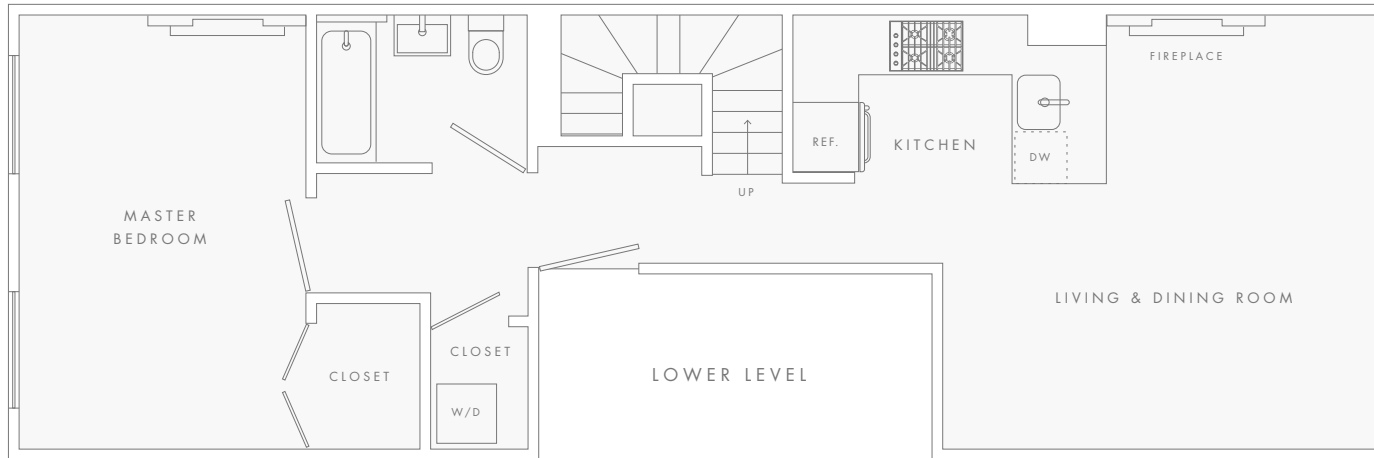 FIREPLACE
REF.
KITCHEN
DW
UP
MASTER
BEDROOM
LIVING & DINING ROOM
CLOSET
CLOSET
LOWER LEVEL
W/D